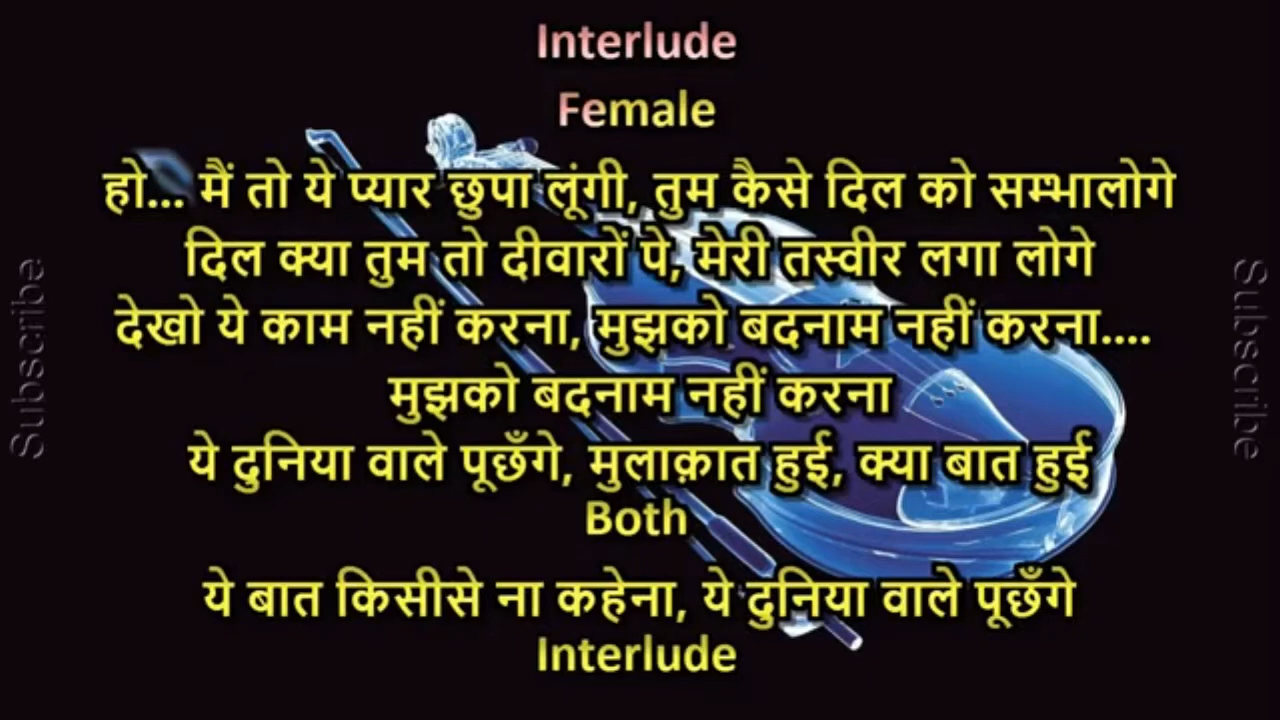 Interlude
Female
हो... मैं तो ये प्यार छुपा लूंगी, तुम कैसे दिल को सम्भालोगे
दिल क्या तुम तो दीवारों पे, मेरी तस्वीर लगा लोगे
देखो ये काम नहीं करना, मुझको बदनाम नहीं करना....
मुझको बदनाम नहीं करना
ये दुनिया वाले पूछँगे, मुलाक़ात हुई, क्या बात हुई
Both
ये बात किसीसे ना कहेना, ये दुनिया वाले पूछँगे
Interlude
Subscribe
Subscribe